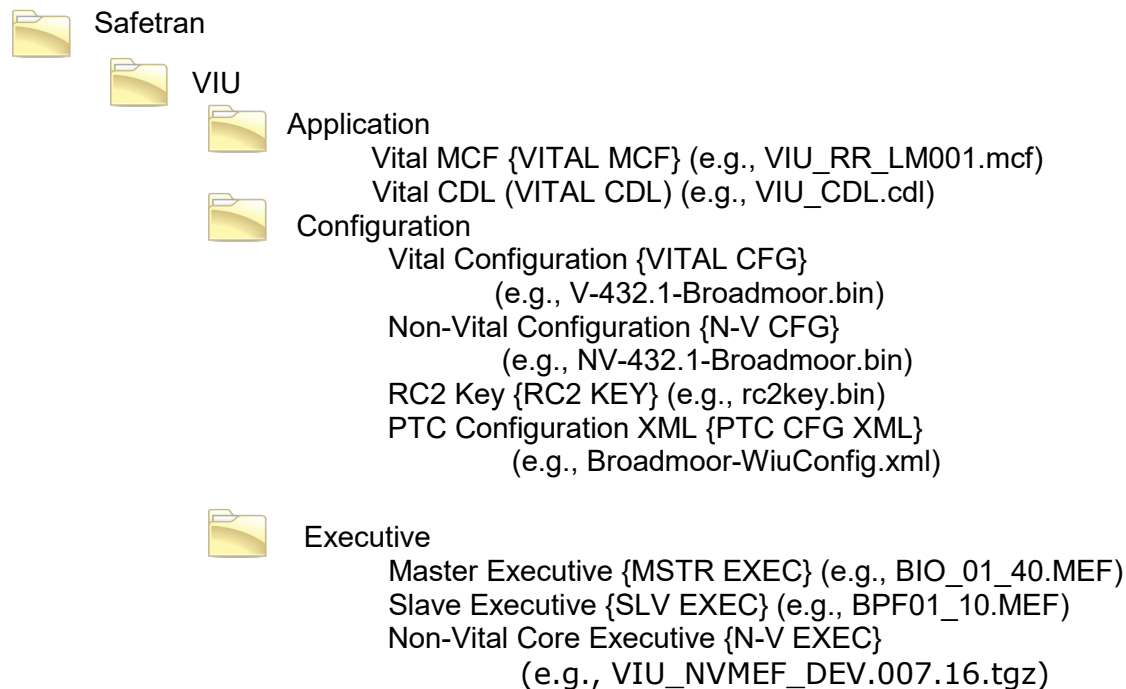 Safetran
VIU
Application
Vital MCF {VITAL MCF} (e.g., VIU_RR_LM001.mcf)
Vital CDL (VITAL CDL) (e.g., VIU_CDL.cdl)
Configuration
Vital Configuration {VITAL CFG}
(e.g., V-432.1-Broadmoor.bin)
Non-Vital Configuration {N-V CFG}
(e.g., NV-432.1-Broadmoor.bin)
RC2 Key {RC2 KEY} (e.g., rc2key.bin)
PTC Configuration XML {PTC CFG XML}
(e.g., Broadmoor-WiuConfig.xml)
Executive
Master Executive {MSTR EXEC} (e.g., BIO_01_40.MEF)
Slave Executive {SLV EXEC} (e.g., BPF01_10.MEF)
Non-Vital Core Executive {N-V EXEC}
(e.g., VIU_NVMEF_DEV.007.16.tgz)